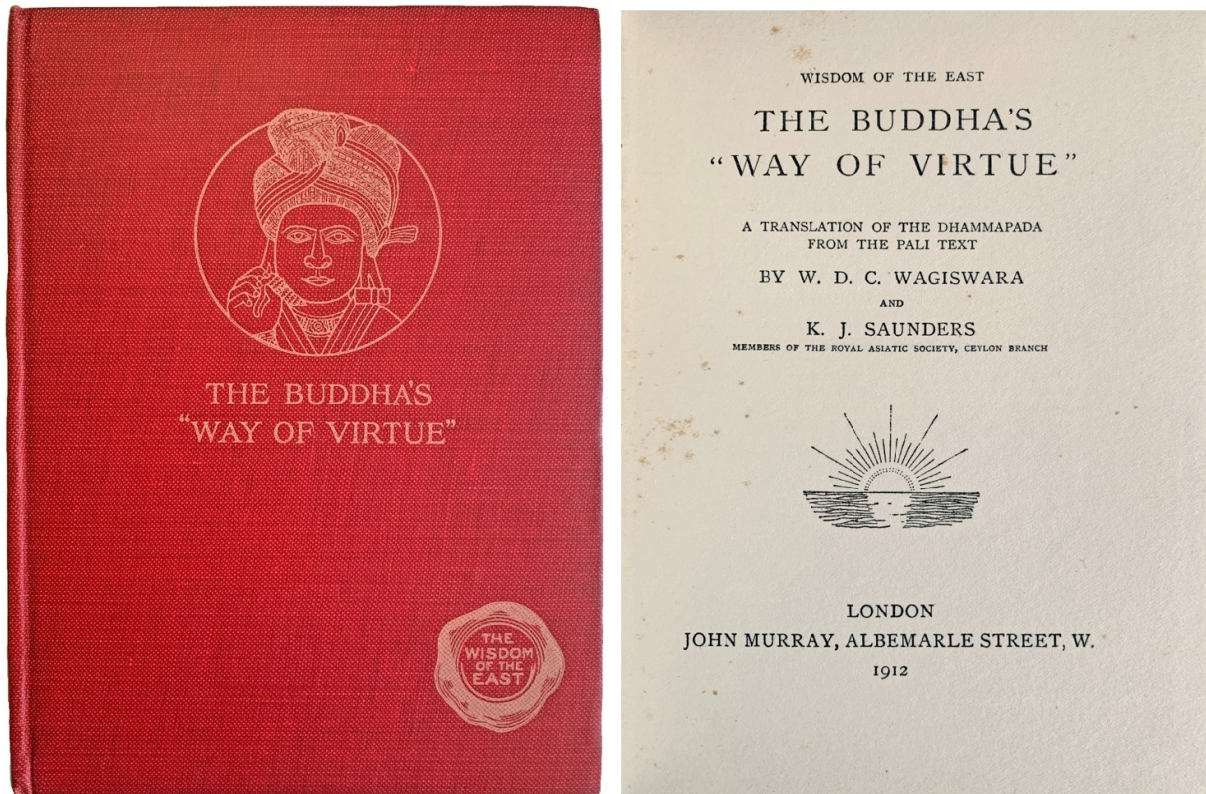 THE BUDDHA'S
"WAY OF VIRTUE"
THE
WISDOM
OF THE
EAST
WISDOM OF THE EAST
THE BUDDHA'S
"WAY OF VIRTUE"
A TRANSLATION OF THE DHAMMAPADA
FROM THE PALI TEXT
BY W. D. C. WAGISWARA
AND
K. J. SAUNDERS
MEMBERS OF THE ROYAL ASIATIC SOCIETY, CEYLON BRANCH
LONDON
JOHN MURRAY, ALBEMARLE STREET, W.
1912